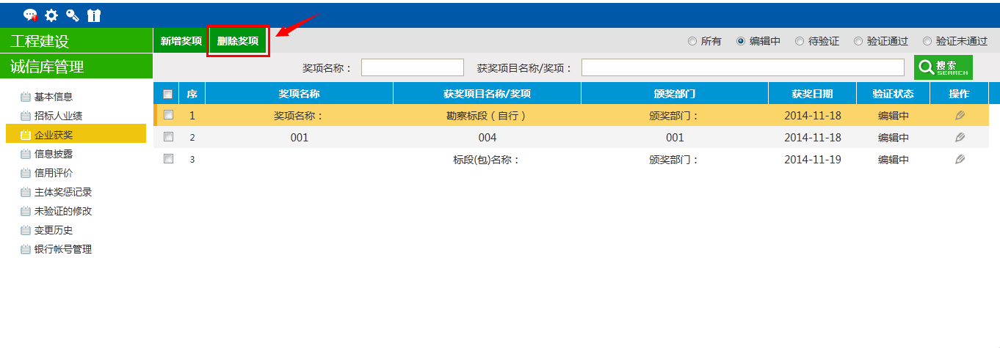 工程建设
新增奖项 删除奖项 所有 编辑中 待验证 验证通过 验证未通过
诚信库管理
奖项名称： 获奖项目名称/奖项： 搜索 SEARCH
序 奖项名称 获奖项目名称/奖项 颁奖部门 获奖日期 验证状态 操作
1 奖项名称： 勘察标段（自行） 颁奖部门： 2014-11-18 编辑中
2 001 004 001 2014-11-18 编辑中
3 标段(包)名称： 颁奖部门： 2014-11-19 编辑中
基本信息
招标人业绩
企业获奖
信息披露
信用评价
主体奖惩记录
未验证的修改
变更历史
银行帐号管理